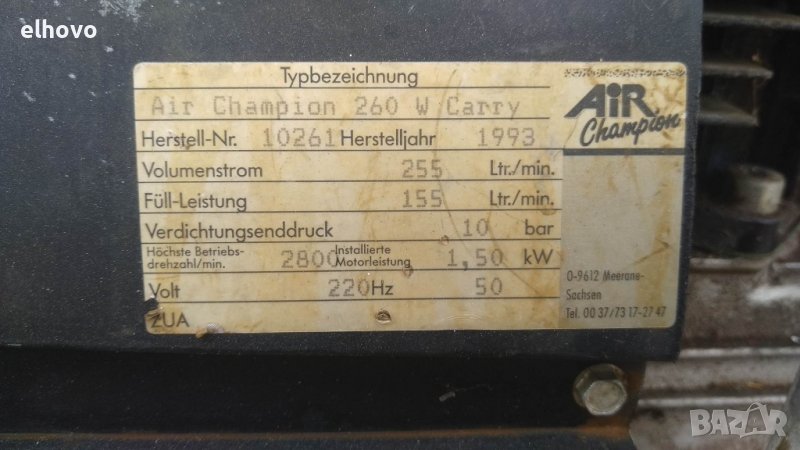 elhovo
Typbezeichnung
Air Champion 260 W Carry
Herstell-Nr. 10261 Herstelljahr 1993
Volumenstrom 255 Ltr./min.
Füll-Leistung 155 Ltr./min.
Verdichtungsenddruck 10 bar
Höchste Betriebs-
drehzahl/min. 2800 Installierte
Motorleistung 1,50 kW
Volt 220 Hz 50
ZUA
AiR
Champion
O-9612 Meerane-
Sachsen
Tel. 00 37/73 17-27 47
BAZAR